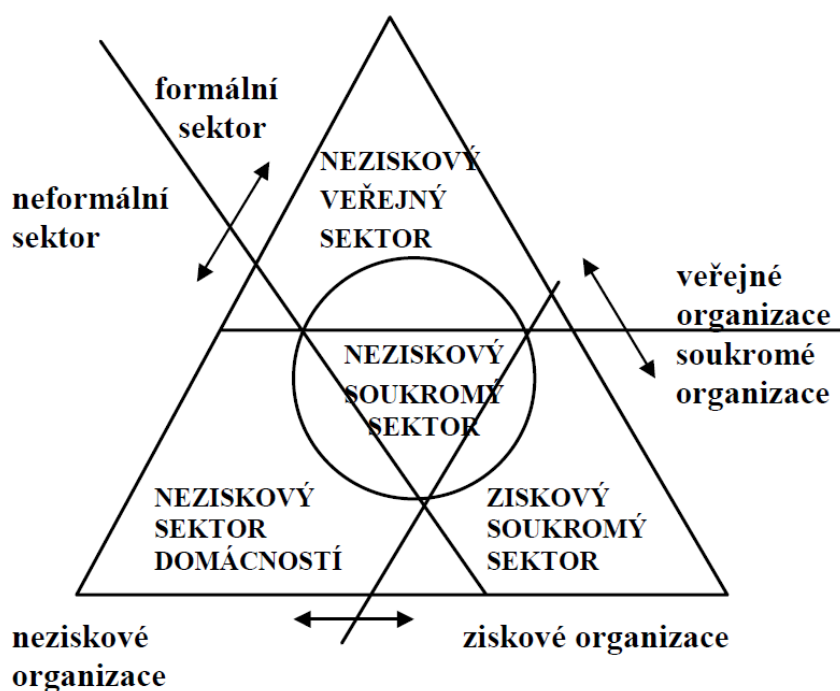 formální
sektor
neformální
sektor
NEZISKOVÝ
VEŘEJNÝ
SEKTOR
veřejné
organizace
soukromé
organizace
NEZISKOVÝ
SOUKROMÝ
SEKTOR
NEZISKOVÝ
SEKTOR
DOMÁCNOSTÍ
ZISKOVÝ
SOUKROMÝ
SEKTOR
neziskové
organizace
ziskové organizace